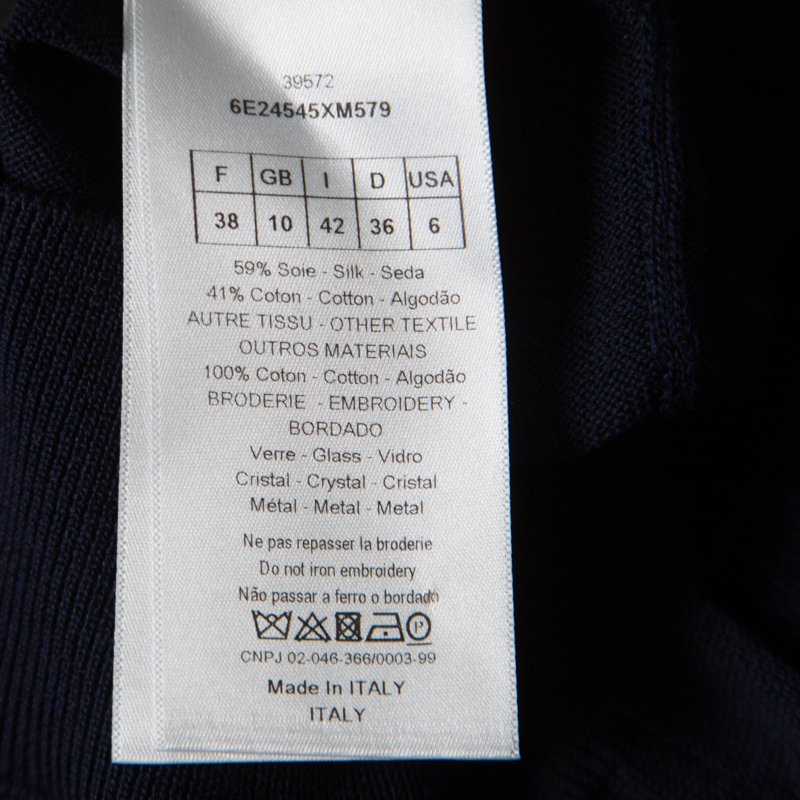 39572
6E24545XM579
F GB I D USA
38 10 42 36 6
59% Soie - Silk - Seda
41% Coton - Cotton - Algodão
AUTRE TISSU - OTHER TEXTILE
OUTROS MATERIAIS
100% Coton - Cotton - Algodão
BRODERIE - EMBROIDERY -
BORDADO
Verre - Glass - Vidro
Cristal - Crystal - Cristal
Métal - Metal - Metal
Ne pas repasser la broderie
Do not iron embroidery
Não passar a ferro o bordado
P
CNPJ 02-046-366/0003-99
Made In ITALY
ITALY